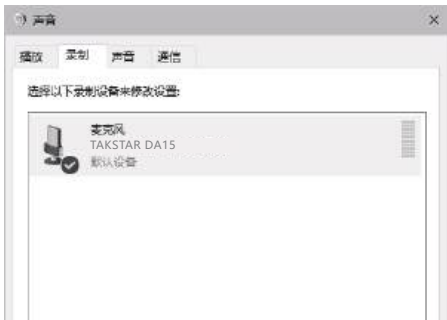 声音
播放 录制 声音 通信
选择以下录制设备来修改设置:
麦克风
TAKSTAR DA15
默认设备